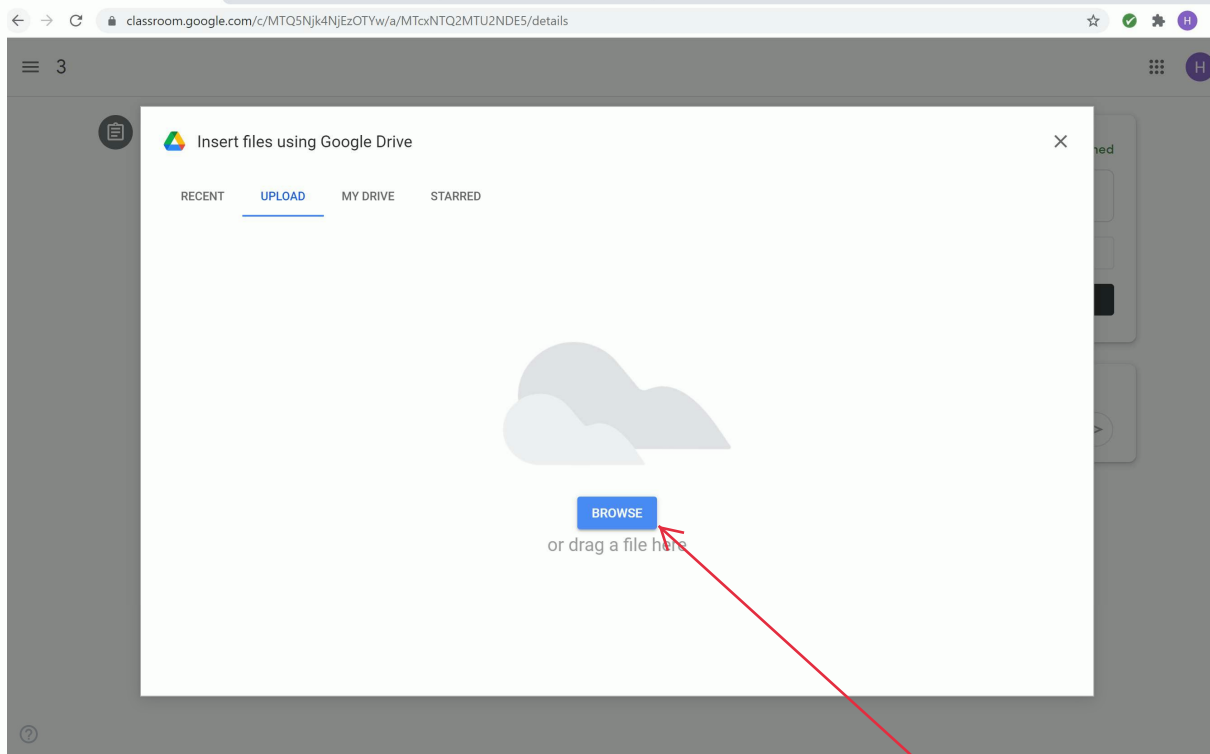 classroom.google.com/c/MTQ5Njk4NjEzOTYw/a/MTcxNTQ2MTU2NDE5/details
H
3
H
Insert files using Google Drive
ned
RECENT UPLOAD MY DRIVE STARRED
BROWSE
or drag a file here
?